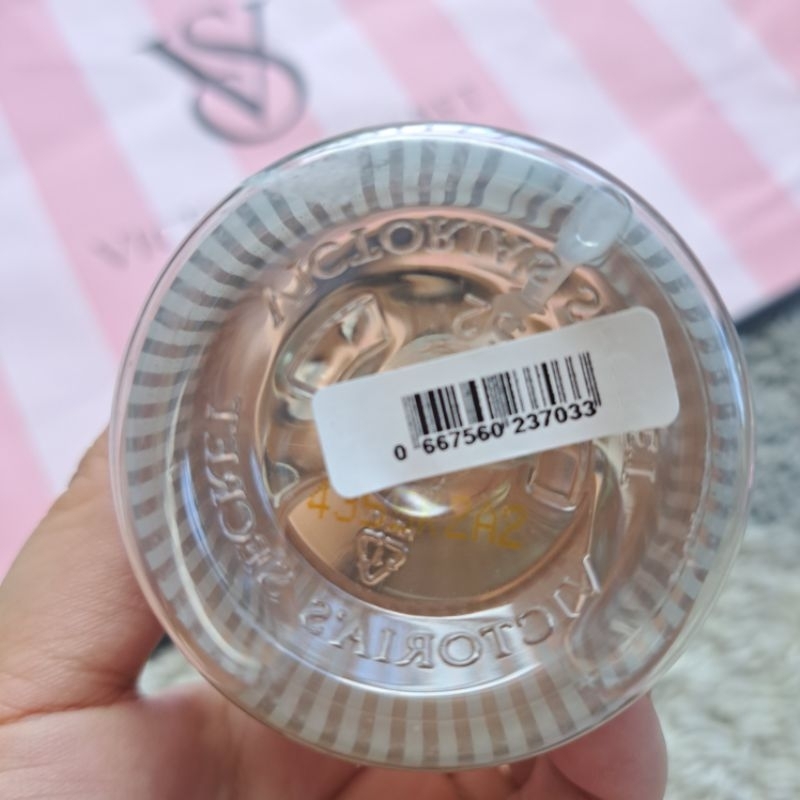 VS
VICTORIA'S SECRET
0 667560 237033
VICTORIA'S SECRET